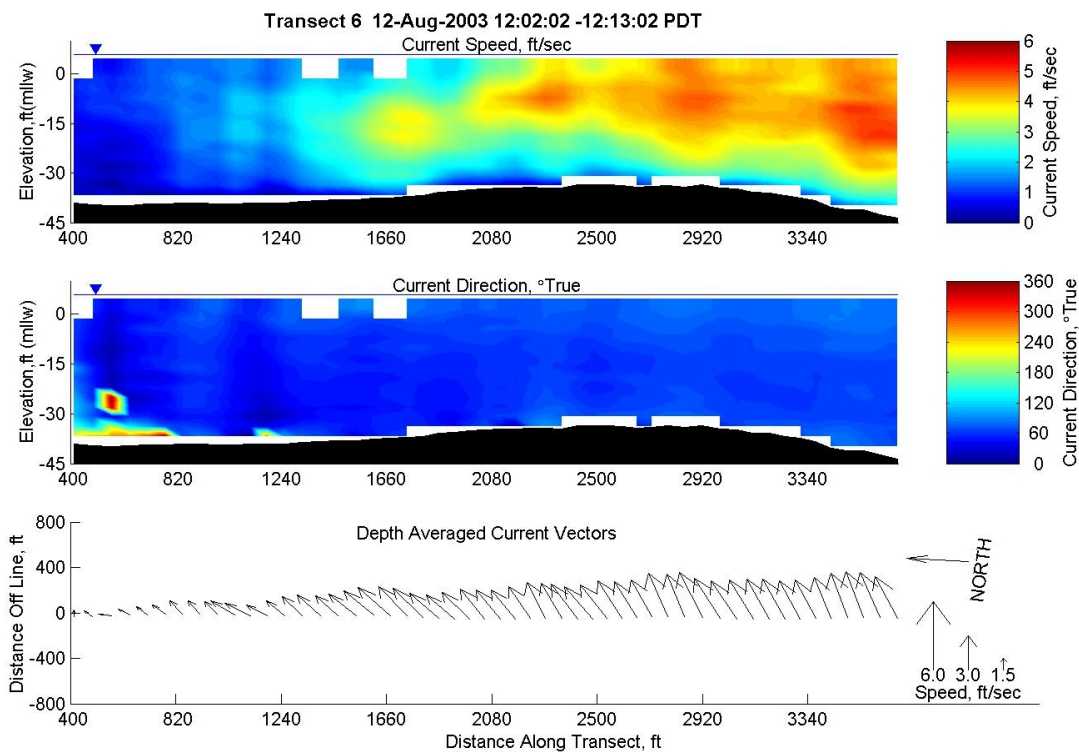 Transect 6 12-Aug-2003 12:02:02 -12:13:02 PDT
Current Speed, ft/sec
Elevation,ft(mllw)
0
-15
-30
-45
400 820 1240 1660 2080 2500 2920 3340
6
5
4
3
2
1
0
Current Speed, ft/sec
Current Direction, °True
Elevation,ft (mllw)
0
-15
-30
-45
400 820 1240 1660 2080 2500 2920 3340
360
300
240
180
120
60
0
Current Direction, °True
Depth Averaged Current Vectors
Distance Off Line, ft
800
400
0
-400
-800
400 820 1240 1660 2080 2500 2920 3340
Distance Along Transect, ft
NORTH
6.0 3.0 1.5
Speed, ft/sec